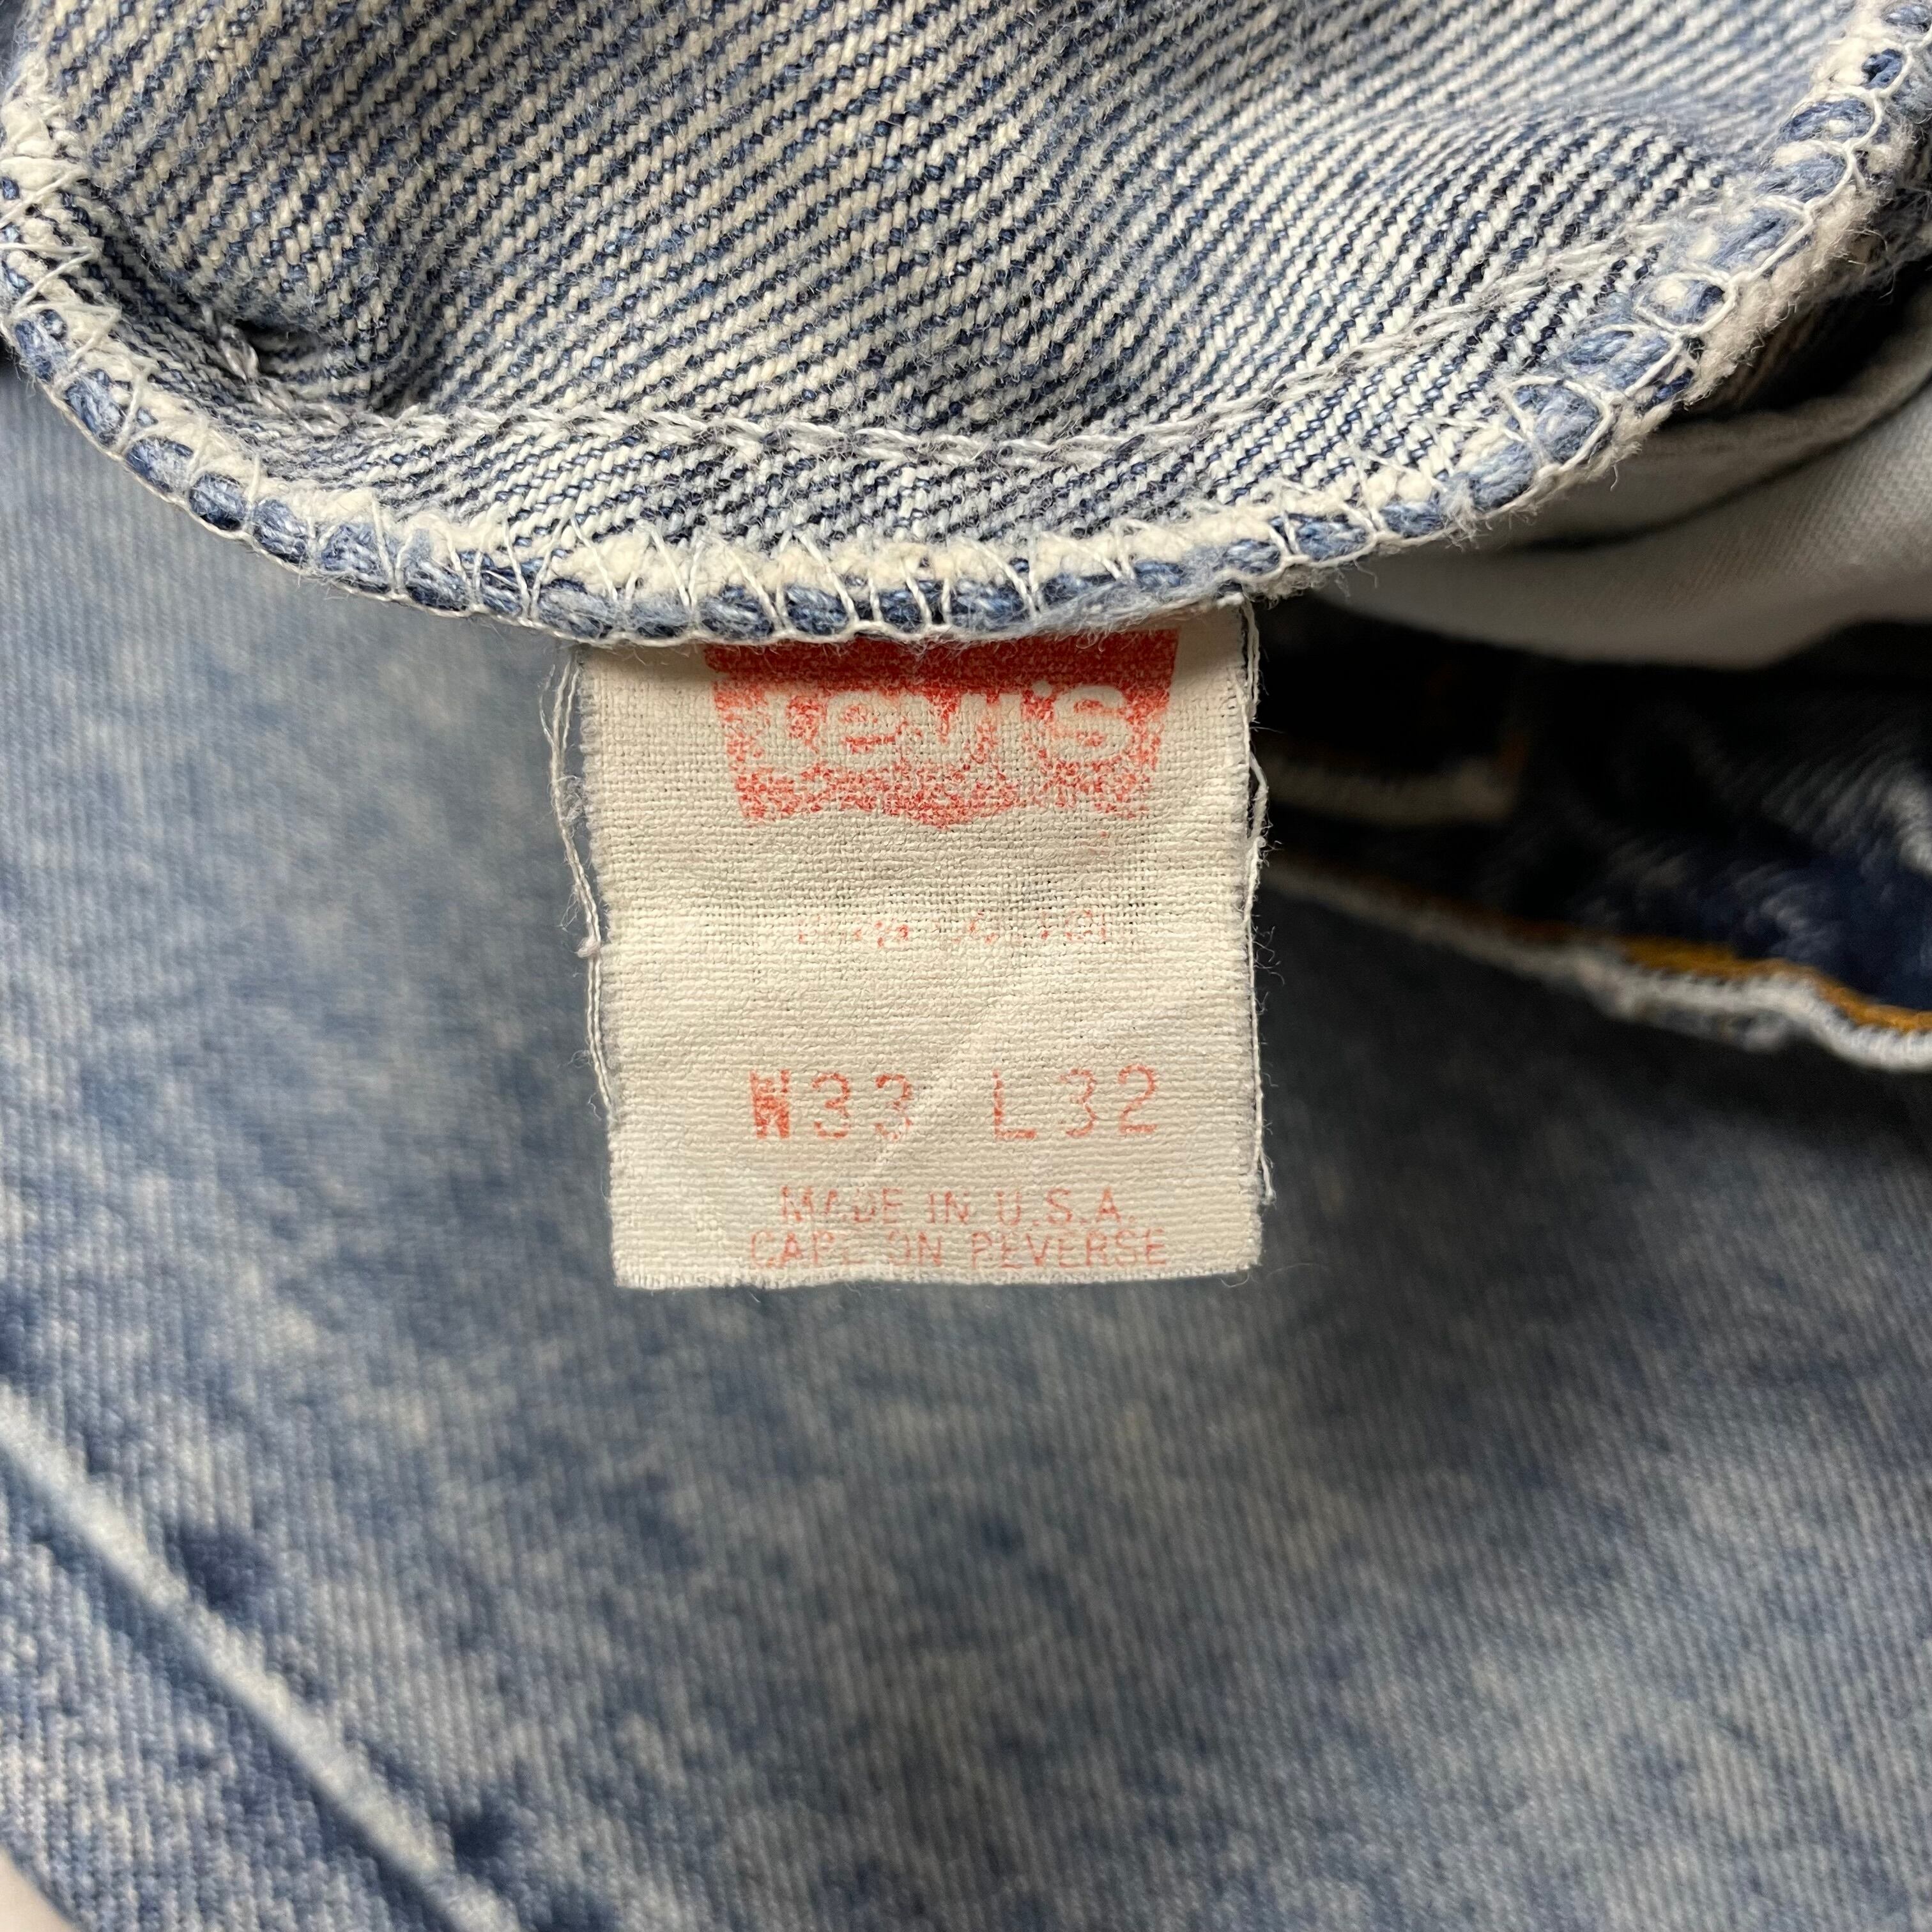 Levi's
W33 L32
MADE IN U.S.A.
CARE ON REVERSE